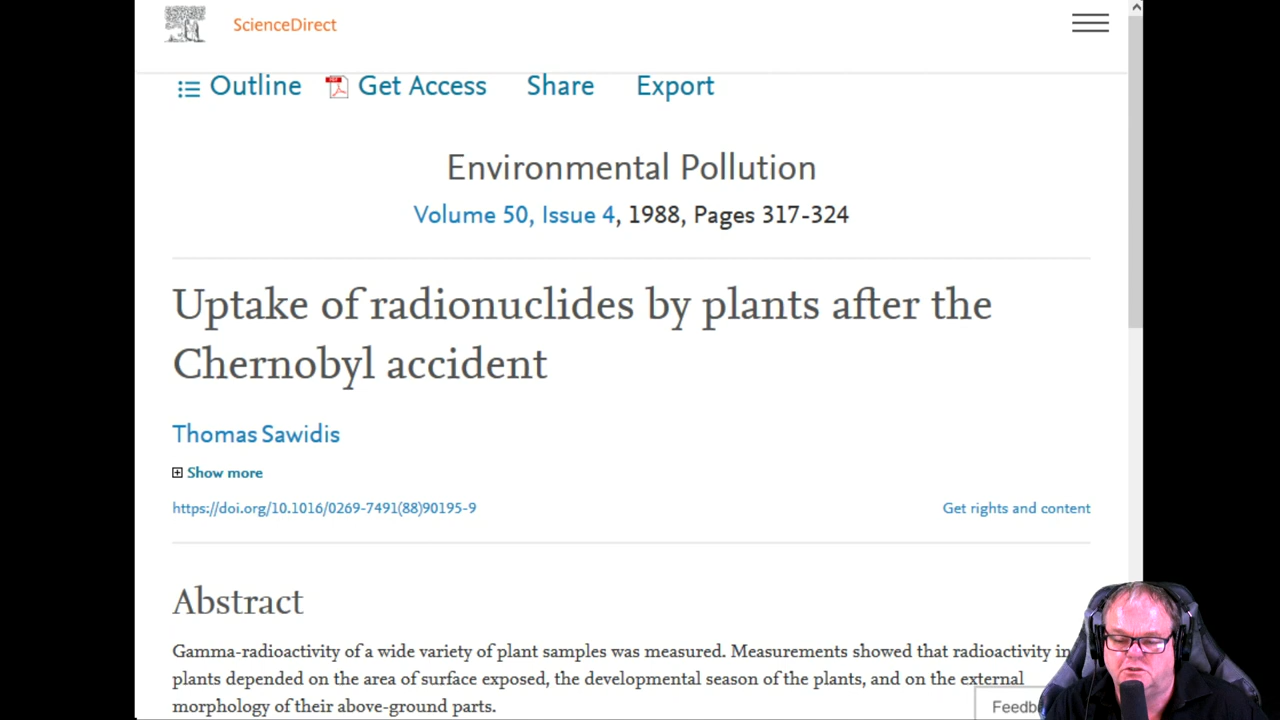 ScienceDirect
Outline Get Access Share Export
Environmental Pollution
Volume 50, Issue 4, 1988, Pages 317-324
Uptake of radionuclides by plants after the
Chernobyl accident
Thomas Sawidis
Show more
https://doi.org/10.1016/0269-7491(88)90195-9 Get rights and content
Abstract
Gamma-radioactivity of a wide variety of plant samples was measured. Measurements showed that radioactivity in
plants depended on the area of surface exposed, the developmental season of the plants, and on the external
morphology of their above-ground parts.